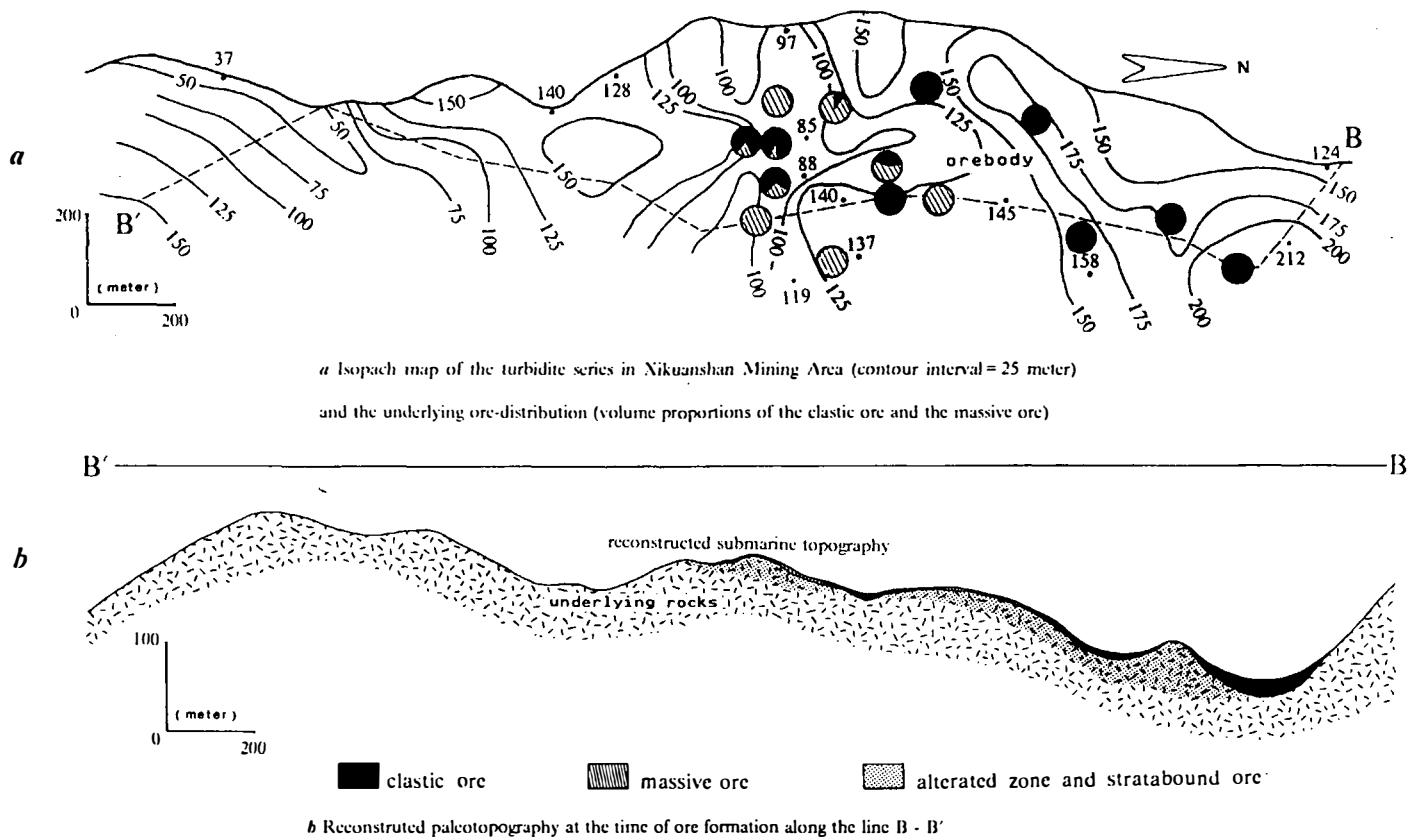 a
37
50
50
75
100
125
150
B'
200
(meter)
0
200
150
140
128
150
75
75
100
125
100
100
125
97
100
150
85
88
140
100
100
119
137
125
150
125
orebody
145
158
150
175
175
150
N
B
124
150
175
200
212
200
a Isopach map of the turbidite series in Xikuanshan Mining Area (contour interval = 25 meter)
and the underlying ore-distribution (volume proportions of the clastic ore and the massive ore)
B'
B
b
reconstructed submarine topography
underlying rocks
100
(meter)
0
200
clastic ore
massive ore
alterated zone and stratabound ore
b Reconstruted paleotopography at the time of ore formation along the line B - B'